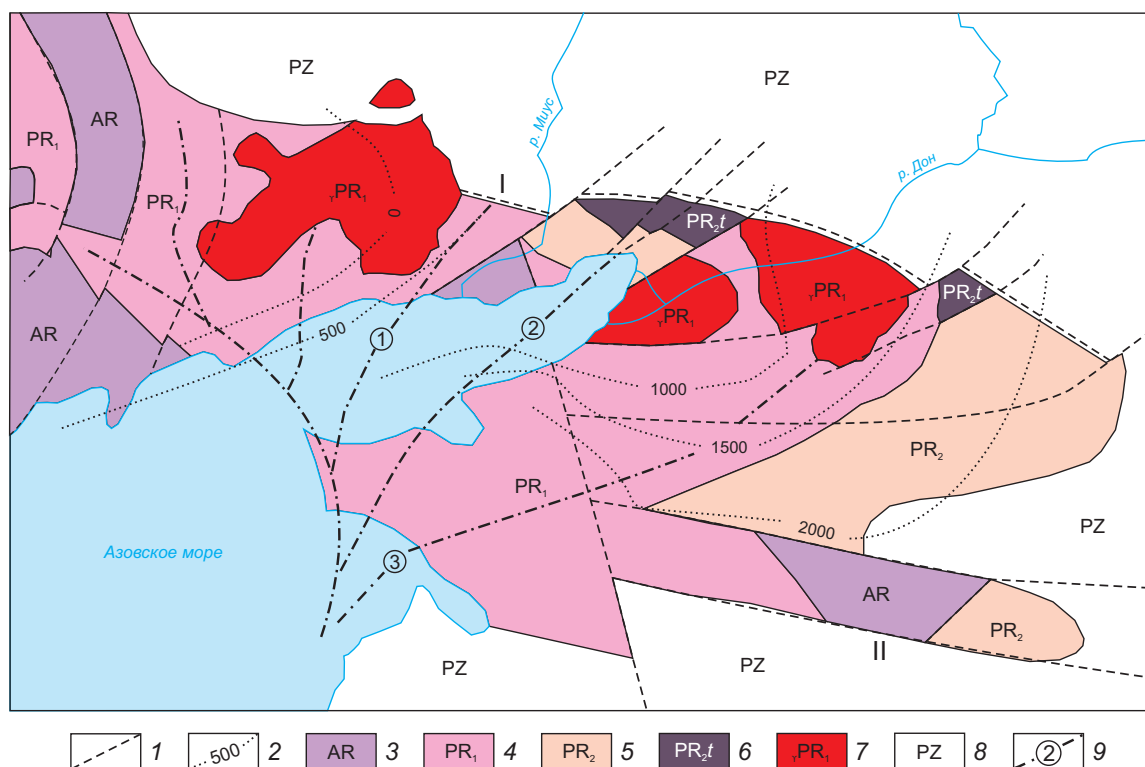 PZ
PZ
AR
р. Миус
PR₁
р. Дон
ᵧPR₁
PR₁
I
0
PR₂t
PR₂t
ᵧPR₁
ᵧPR₁
AR
500
1
2
1000
1500
PR₂
PR₁
2000
Азовское море
3
PZ
AR
PR₂
II
PZ
PZ
1
500
2
AR
3
PR₁
4
PR₂
5
PR₂t
6
ᵧPR₁
7
PZ
8
2
9